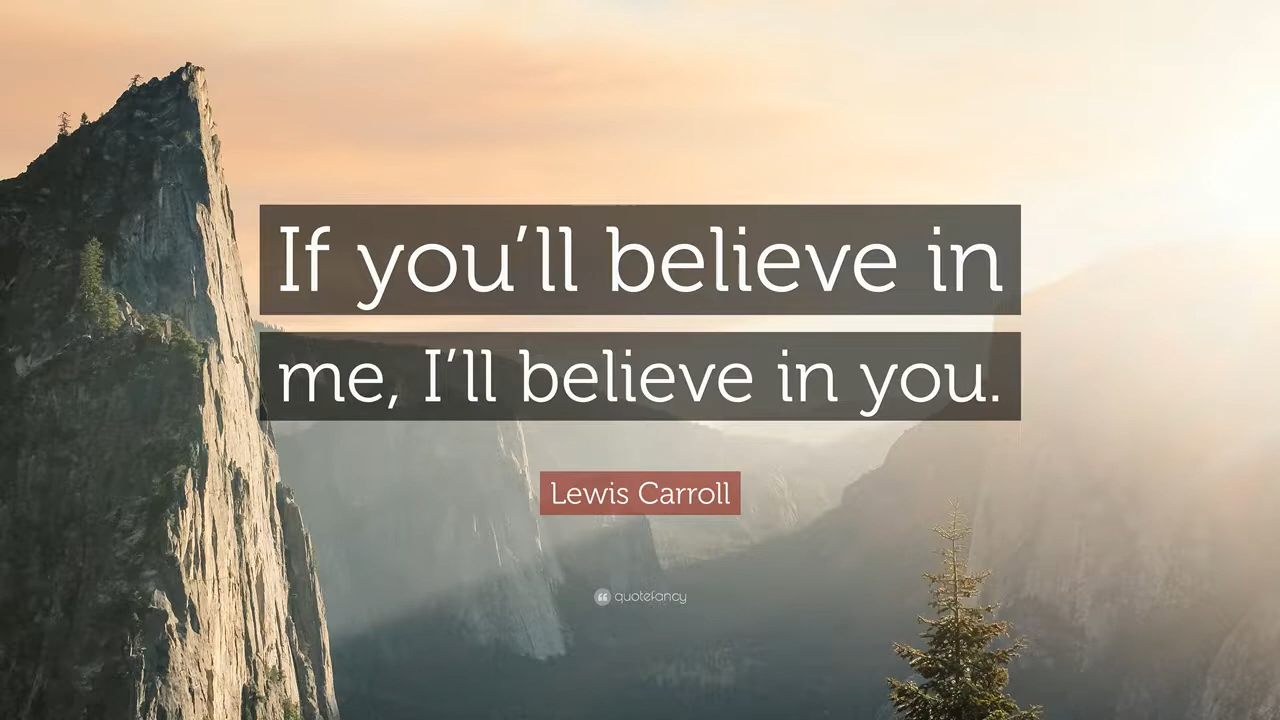 If you’ll believe in
me, I’ll believe in you.
Lewis Carroll
quotefancy